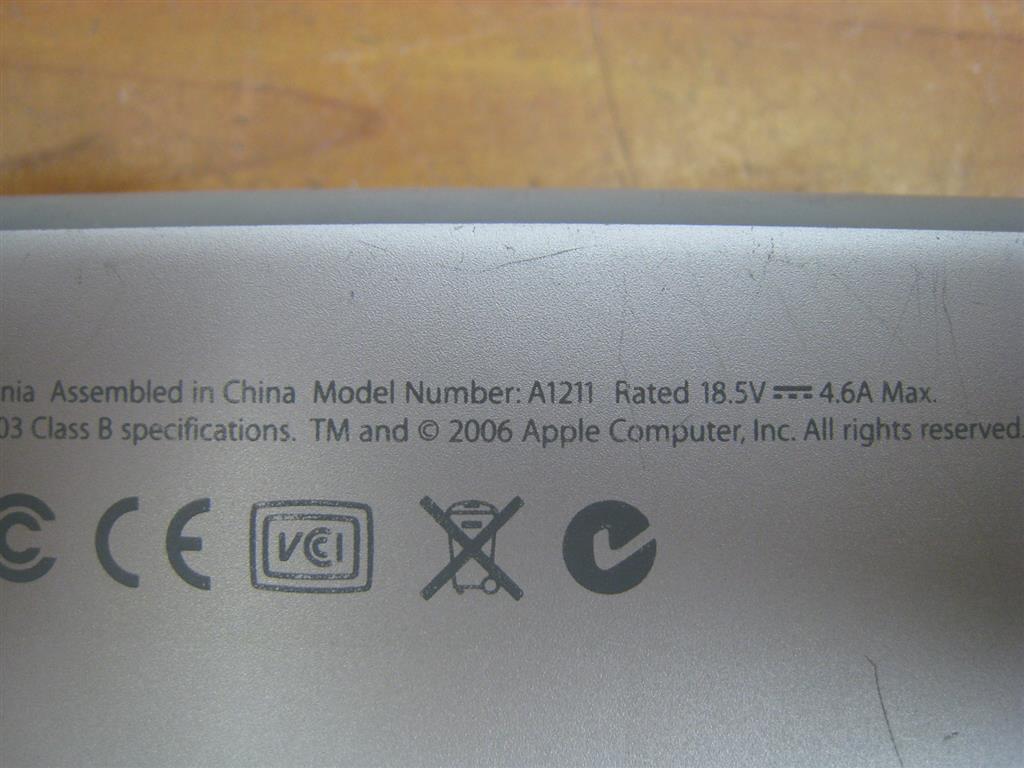 nia Assembled in China Model Number: A1211 Rated 18.5V ⎓ 4.6A Max.
03 Class B specifications. TM and © 2006 Apple Computer, Inc. All rights reserved.
CE VCCI